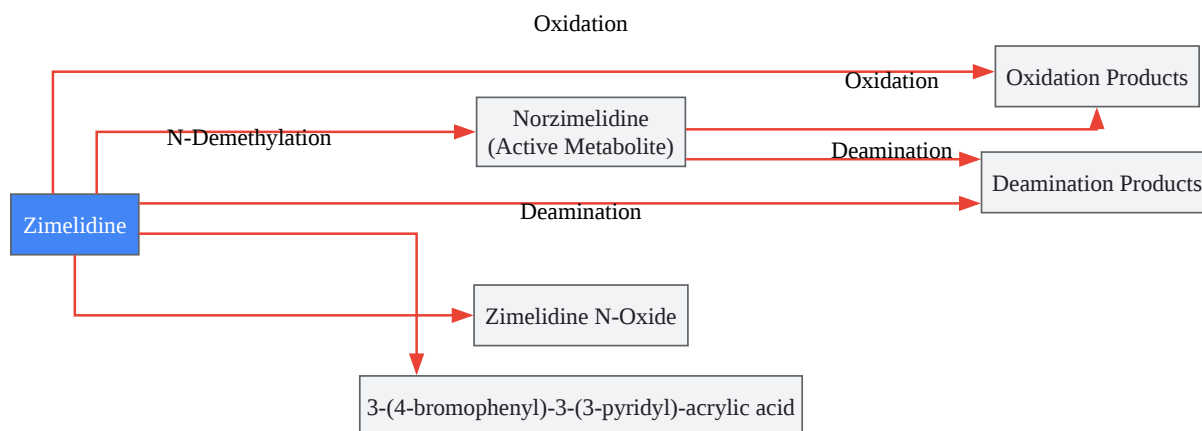 Oxidation
Oxidation Products
Oxidation
Norzimelidine
(Active Metabolite)
N-Demethylation
Deamination
Deamination Products
Zimelidine
Deamination
Zimelidine N-Oxide
3-(4-bromophenyl)-3-(3-pyridyl)-acrylic acid